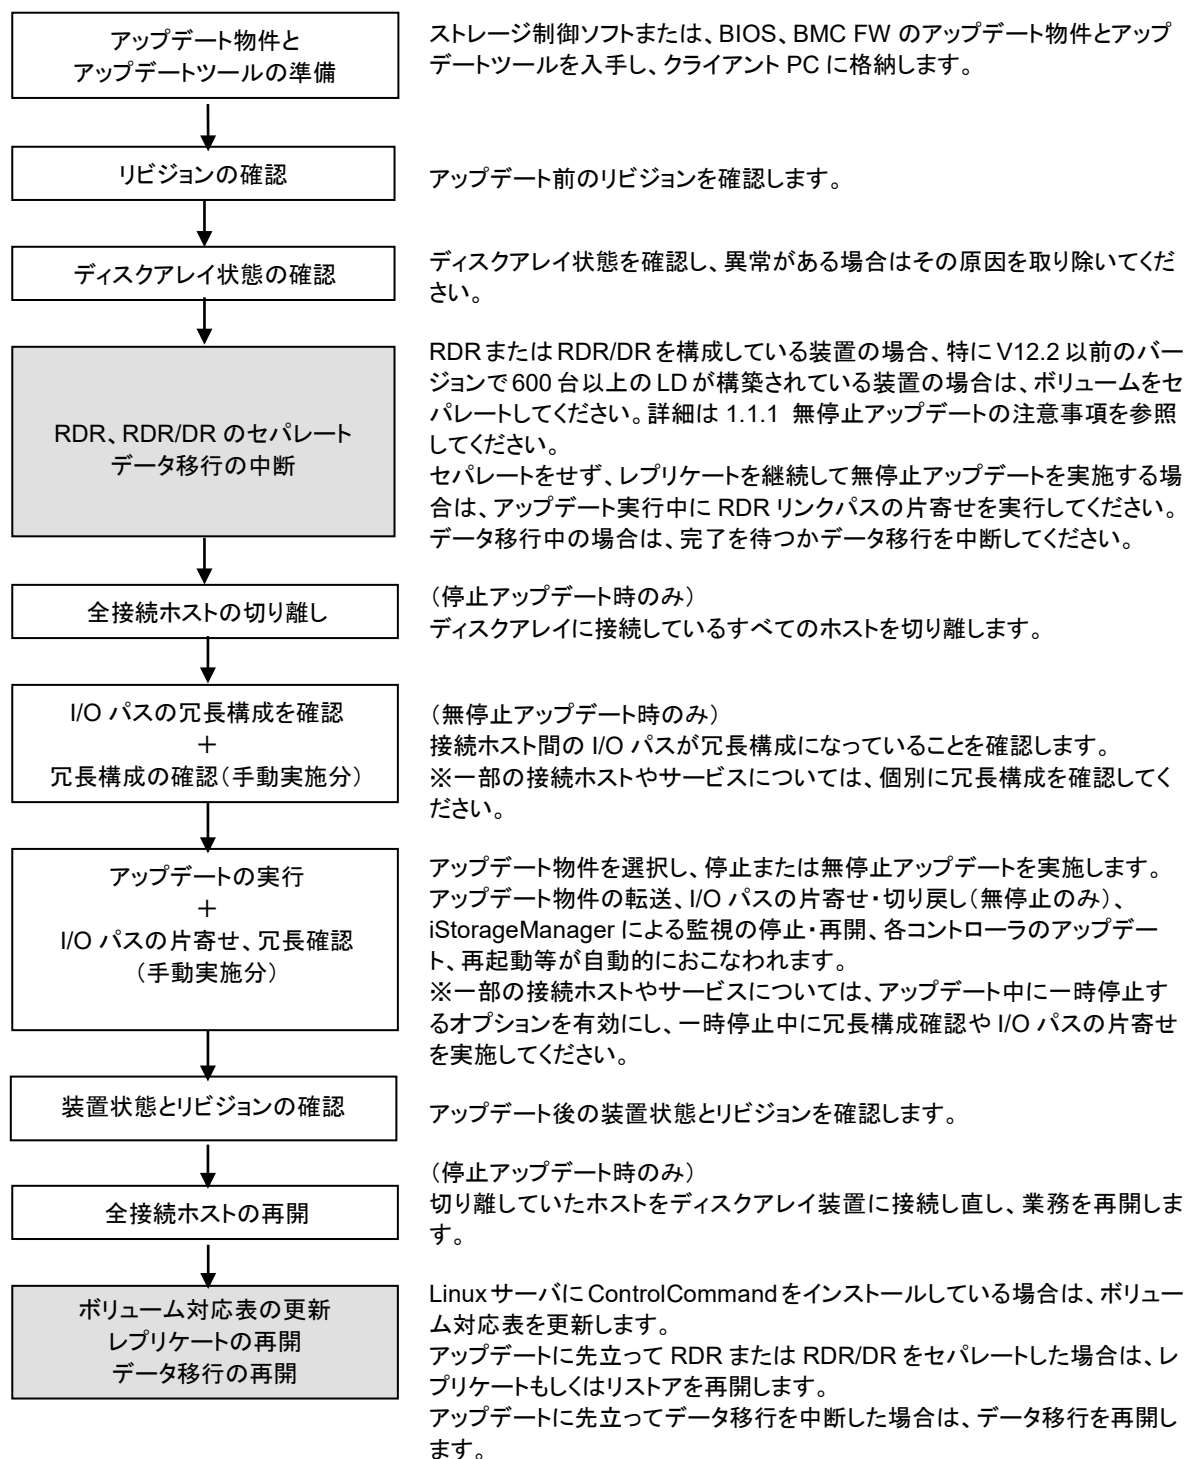 アップデート物件と
アップデートツールの準備
ストレージ制御ソフトまたは、BIOS、BMC FW のアップデート物件とアップ
デートツールを入手し、クライアント PC に格納します。
リビジョンの確認
アップデート前のリビジョンを確認します。
ディスクアレイ状態の確認
ディスクアレイ状態を確認し、異常がある場合はその原因を取り除いてくだ
さい。
RDR、RDR/DR のセパレート
データ移行の中断
RDR または RDR/DR を構成している装置の場合、特に V12.2 以前のバー
ジョンで 600 台以上の LD が構築されている装置の場合は、ボリュームをセ
パレートしてください。詳細は 1.1.1 無停止アップデートの注意事項を参照
してください。
セパレートをせず、レプリケートを継続して無停止アップデートを実施する場
合は、アップデート実行中に RDR リンクパスの片寄せを実行してください。
データ移行中の場合は、完了を待つかデータ移行を中断してください。
全接続ホストの切り離し
（停止アップデート時のみ）
ディスクアレイに接続しているすべてのホストを切り離します。
I/O パスの冗長構成を確認
＋
冗長構成の確認（手動実施分）
（無停止アップデート時のみ）
接続ホスト間の I/O パスが冗長構成になっていることを確認します。
※一部の接続ホストやサービスについては、個別に冗長構成を確認してく
ださい。
アップデートの実行
＋
I/O パスの片寄せ、冗長確認
（手動実施分）
アップデート物件を選択し、停止または無停止アップデートを実施します。
アップデート物件の転送、I/O パスの片寄せ・切り戻し（無停止のみ）、
iStorageManager による監視の停止・再開、各コントローラのアップデー
ト、再起動等が自動的におこなわれます。
※一部の接続ホストやサービスについては、アップデート中に一時停止す
るオプションを有効にし、一時停止中に冗長構成確認や I/O パスの片寄せ
を実施してください。
装置状態とリビジョンの確認
アップデート後の装置状態とリビジョンを確認します。
全接続ホストの再開
（停止アップデート時のみ）
切り離していたホストをディスクアレイ装置に接続し直し、業務を再開しま
す。
ボリューム対応表の更新
レプリケートの再開
データ移行の再開
Linux サーバに ControlCommand をインストールしている場合は、ボリュー
ム対応表を更新します。
アップデートに先立って RDR または RDR/DR をセパレートした場合は、レ
プリケートもしくはリストアを再開します。
アップデートに先立ってデータ移行を中断した場合は、データ移行を再開し
ます。